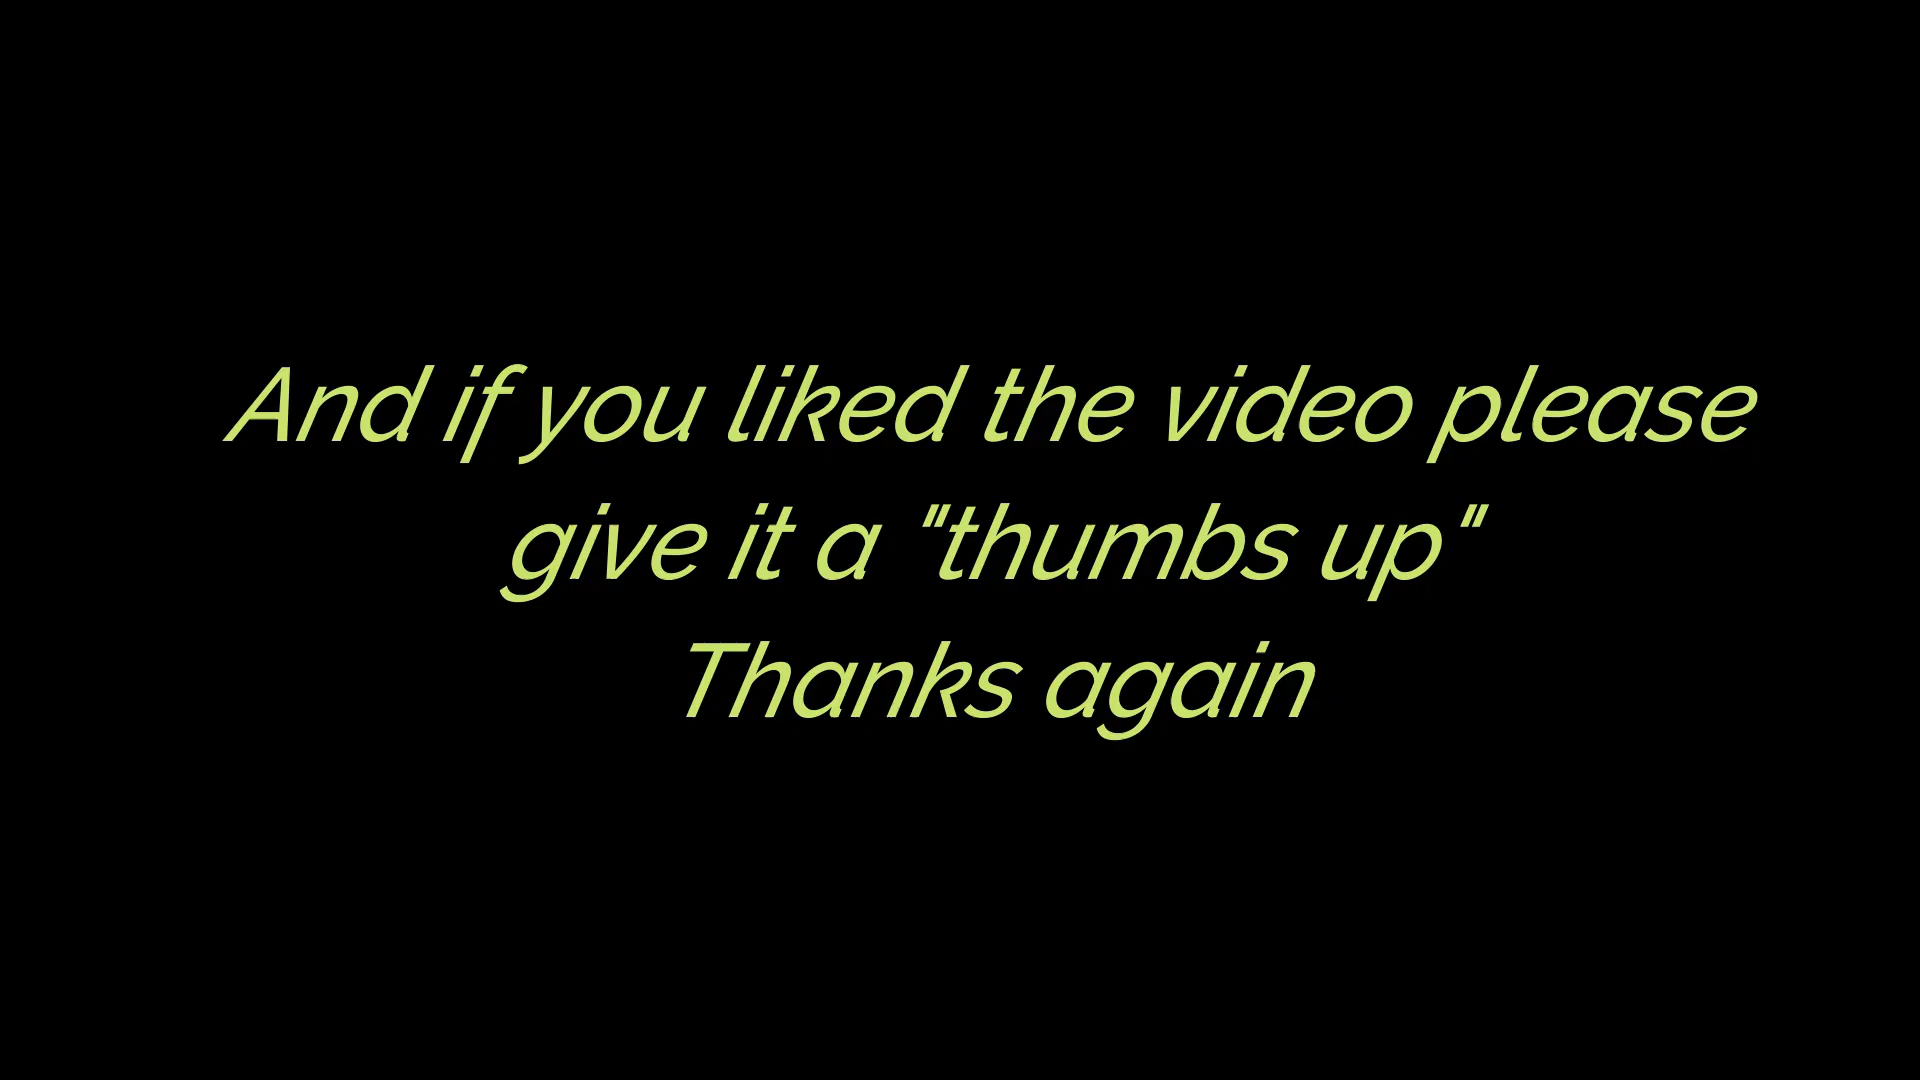 And if you liked the video please
give it a "thumbs up"
Thanks again